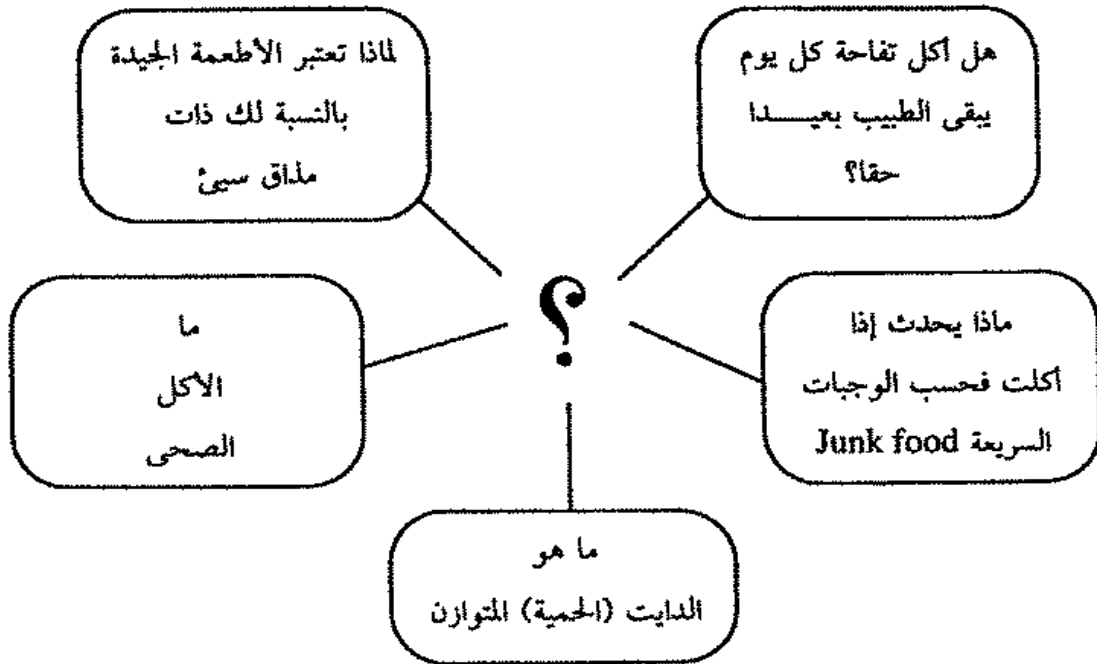 هل أكل تفاحة كل يوم
يبقى الطبيب بعيـــــدا
حقا؟
لماذا تعتبر الأطعمة الجيدة
بالنسبة لك ذات
مذاق سيئ
؟
ماذا يحدث إذا
أكلت فحسب الوجبات
السريعة Junk food
ما
الأكل
الصحى
ما هو
الدايت (الحمية) المتوازن